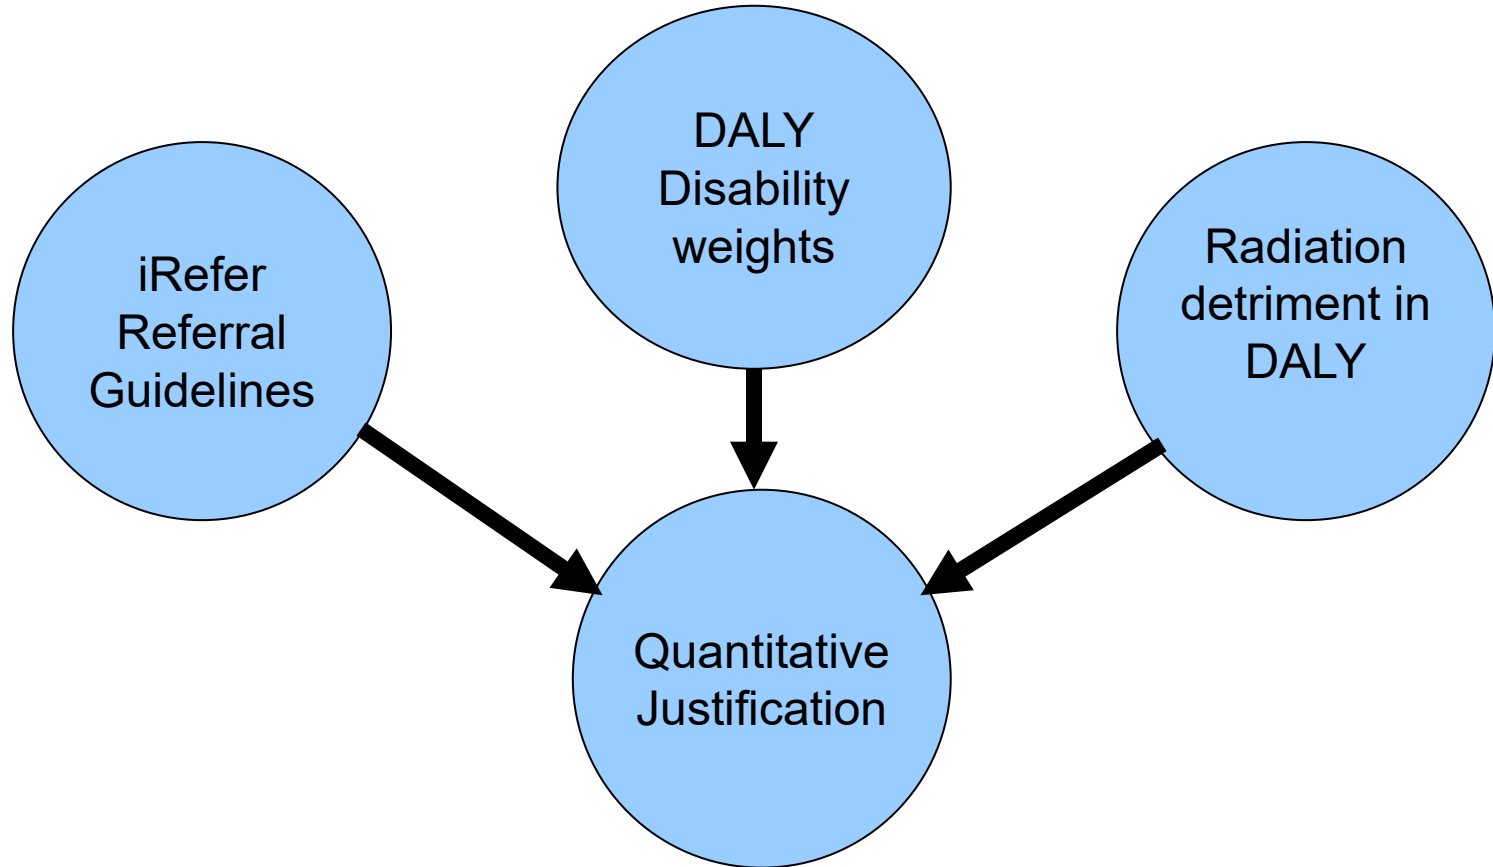 iRefer
Referral
Guidelines
DALY
Disability
weights
Radiation
detriment in
DALY
Quantitative
Justification